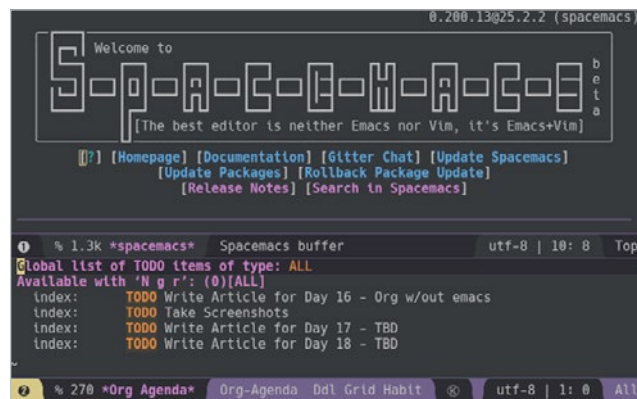 0.200.13@25.2.2 (spacemacs)
Welcome to
S-P-A-C-E-M-A-C-S
beta
[The best editor is neither Emacs nor Vim, it's Emacs+Vim]
[?] [Homepage] [Documentation] [Gitter Chat] [Update Spacemacs]
[Update Packages] [Rollback Package Update]
[Release Notes] [Search in Spacemacs]
❶ % 1.3k *spacemacs* Spacemacs buffer utf-8 | 10: 8 Top
Global list of TODO items of type: ALL
Available with ‘N g r’: (0)[ALL]
index: TODO Write Article for Day 16 - Org w/out emacs
index: TODO Take Screenshots
index: TODO Write Article for Day 17 - TBD
index: TODO Write Article for Day 18 - TBD
~
❷ % 270 *Org Agenda* Org-Agenda Ddl Grid Habit Ⓚ utf-8 | 1: 0 All